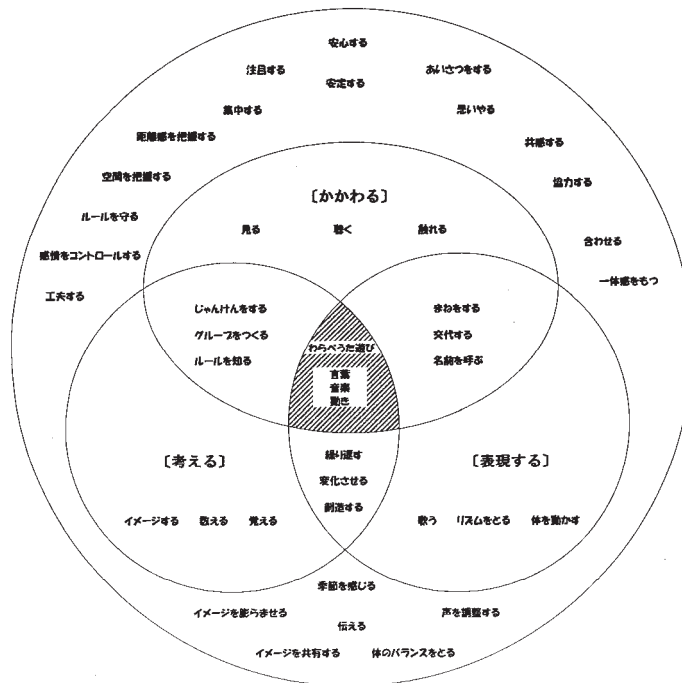 安心する
注目する
安定する
あいさつをする
集中する
思いやる
距離感を把握する
共感する
空間を把握する
協力する
〔かかわる〕
ルールを守る
見る 聴く 触れる
合わせる
感情をコントロールする
一体感をもつ
工夫する
じゃんけんをする
まねをする
グループをつくる
交代する
わらべうた遊び
ルールを知る
名前を呼ぶ
言葉
音楽
動き
繰り返す
〔考える〕
〔表現する〕
変化させる
創造する
イメージする 数える 覚える
歌う リズムをとる 体を動かす
季節を感じる
イメージを膨らませる
声を調整する
伝える
イメージを共有する
体のバランスをとる